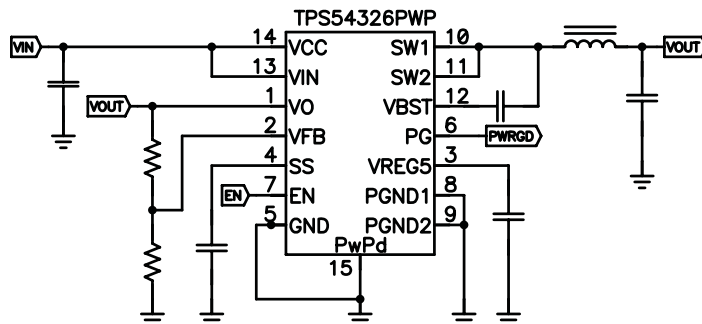 TPS54326PWP
VIN
14
VCC
SW1
10
VOUT
13
VIN
SW2
11
VOUT
1
VO
VBST
12
2
VFB
PG
6
PWRGD
4
SS
VREG5
3
EN
7
EN
PGND1
8
5
GND
PGND2
9
PwPd
15